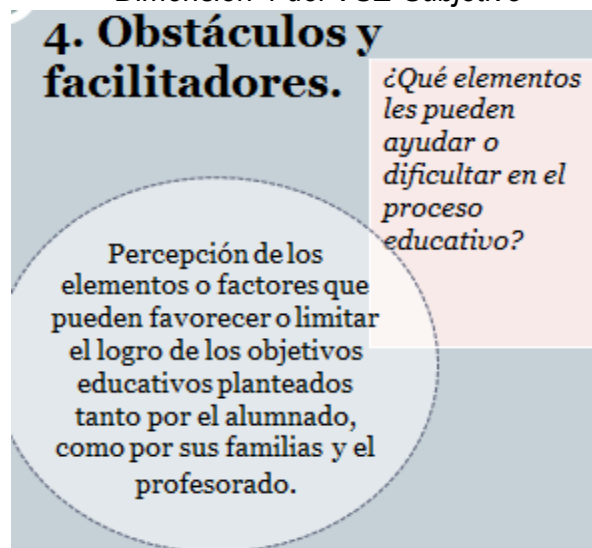 4. Obstáculos y
facilitadores.
¿Qué elementos
les pueden
ayudar o
dificultar en el
proceso
educativo?
Percepción de los
elementos o factores que
pueden favorecer o limitar
el logro de los objetivos
educativos planteados
tanto por el alumnado,
como por sus familias y el
profesorado.